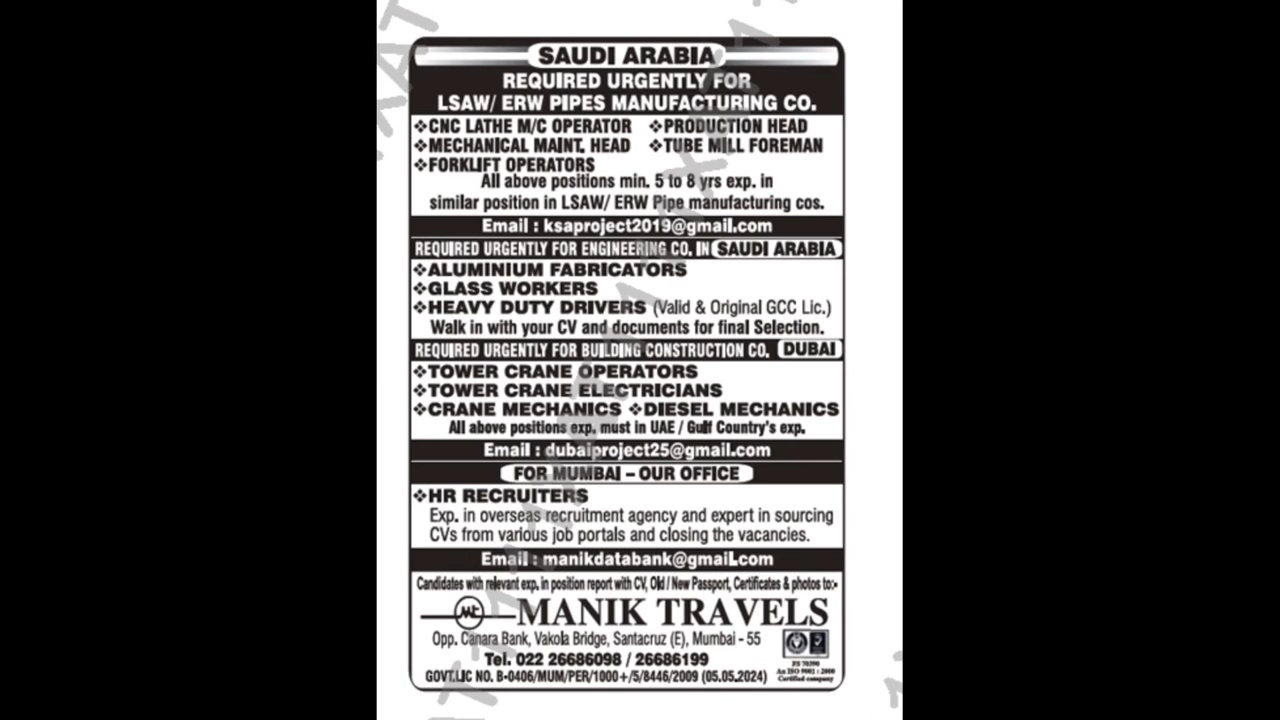 SAUDI ARABIA
REQUIRED URGENTLY FOR
LSAW/ ERW PIPES MANUFACTURING CO.
❖CNC LATHE M/C OPERATOR ❖PRODUCTION HEAD
❖MECHANICAL MAINT. HEAD ❖TUBE MILL FOREMAN
❖FORKLIFT OPERATORS
All above positions min. 5 to 8 yrs exp. in
similar position in LSAW/ ERW Pipe manufacturing cos.
Email : ksaproject2019@gmail.com
REQUIRED URGENTLY FOR ENGINEERING CO. IN SAUDI ARABIA
❖ALUMINIUM FABRICATORS
❖GLASS WORKERS
❖HEAVY DUTY DRIVERS (Valid & Original GCC Lic.)
Walk in with your CV and documents for final Selection.
REQUIRED URGENTLY FOR BUILDING CONSTRUCTION CO. DUBAI
❖TOWER CRANE OPERATORS
❖TOWER CRANE ELECTRICIANS
❖CRANE MECHANICS ❖DIESEL MECHANICS
All above positions exp. must in UAE / Gulf Country's exp.
Email : dubaiproject25@gmail.com
FOR MUMBAI – OUR OFFICE
❖HR RECRUITERS
Exp. in overseas recruitment agency and expert in sourcing
CVs from various job portals and closing the vacancies.
Email : manikdatabank@gmail.com
Candidates with relevant exp. in position report with CV, Old / New Passport, Certificates & photos to:-
MANIK TRAVELS
Opp. Canara Bank, Vakola Bridge, Santacruz (E), Mumbai - 55
Tel. 022 26686098 / 26686199
GOVT.LIC NO. B-0406/MUM/PER/1000+/5/8446/2009 (05.05.2024)
FS 70390
An ISO 9001 : 2000
Certified company